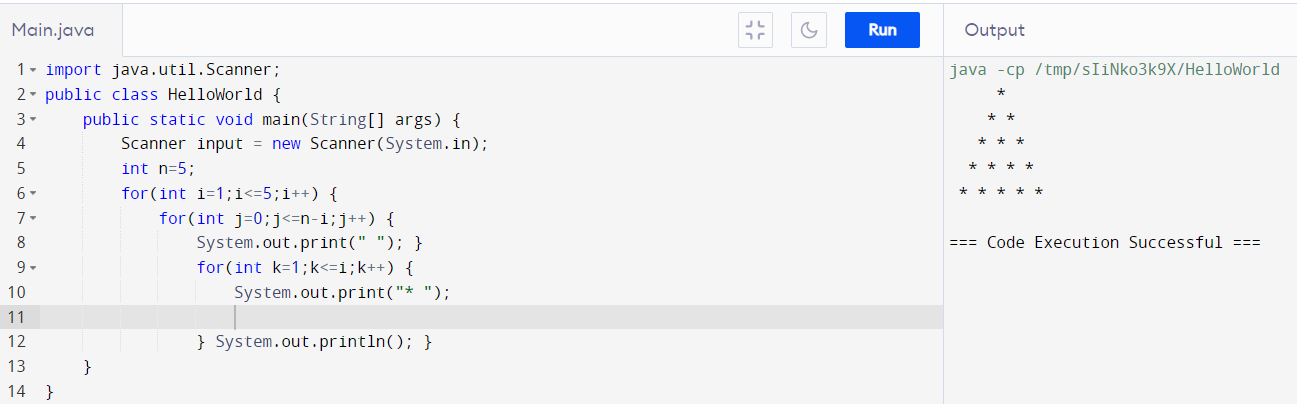 Main.java
Run
Output
1 import java.util.Scanner;
2 public class HelloWorld {
3     public static void main(String[] args) {
4         Scanner input = new Scanner(System.in);
5         int n=5;
6         for(int i=1;i<=5;i++) {
7             for(int j=0;j<=n-i;j++) {
8                 System.out.print(" "); }
9                 for(int k=1;k<=i;k++) {
10                     System.out.print("* ");
11
12                 } System.out.println(); }
13     }
14 }
java -cp /tmp/sIiNko3k9X/HelloWorld
     *
    * *
   * * *
  * * * *
 * * * * *
=== Code Execution Successful ===